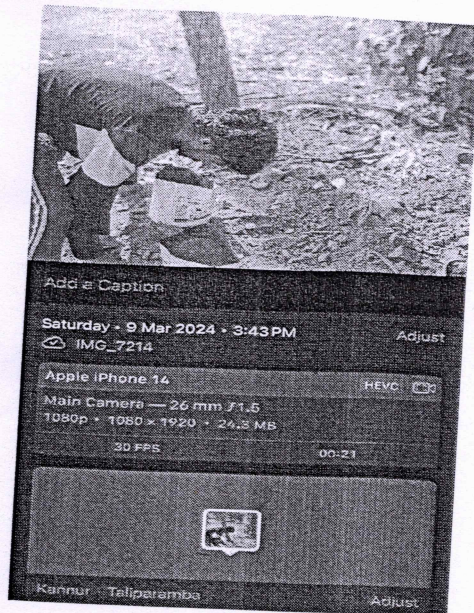 Add a Caption
Saturday • 9 Mar 2024 • 3:43 PM
Adjust
IMG_7214
Apple iPhone 14
HEVC
Main Camera — 26 mm ƒ1.5
1080p • 1080 × 1920 • 24.3 MB
30 FPS
00:21
Kannur - Taliparamba
Adjust